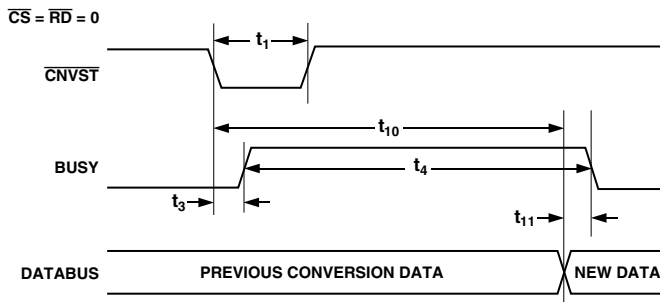 CS = RD = 0
t1
CNVST
t10
BUSY
t4
t3
t11
DATABUS
PREVIOUS CONVERSION DATA
NEW DATA